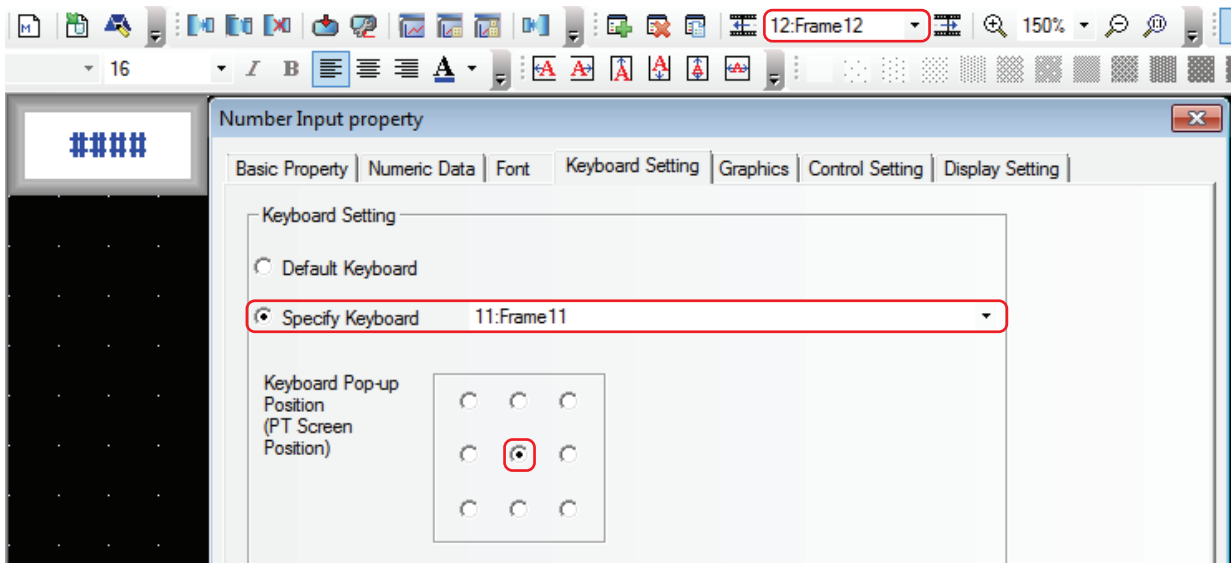 12:Frame12 150%
16 I B A
####
Number Input property
Basic Property Numeric Data Font Keyboard Setting Graphics Control Setting Display Setting
Keyboard Setting
Default Keyboard
Specify Keyboard 11:Frame11
Keyboard Pop-up
Position
(PT Screen
Position)